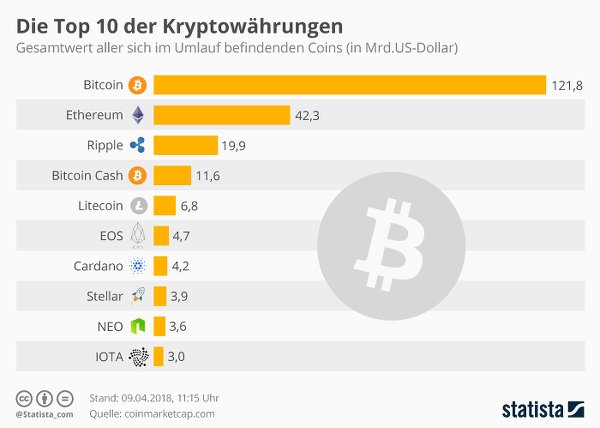 Die Top 10 der Kryptowährungen
Gesamtwert aller sich im Umlauf befindenden Coins (in Mrd.US-Dollar)
Bitcoin 121,8
Ethereum 42,3
Ripple 19,9
Bitcoin Cash 11,6
Litecoin 6,8
EOS 4,7
Cardano 4,2
Stellar 3,9
NEO 3,6
IOTA 3,0
cc
@Statista_com
Stand: 09.04.2018, 11:15 Uhr
Quelle: coinmarketcap.com
statista